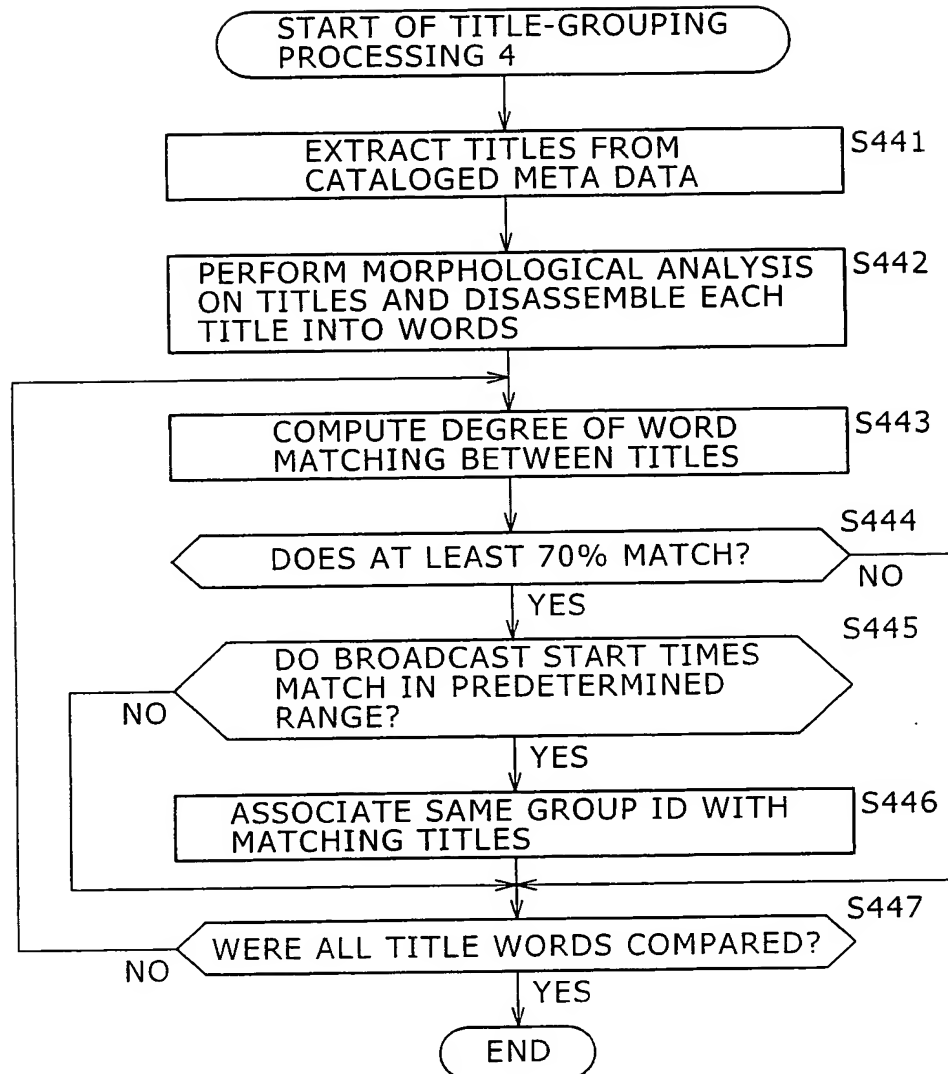 START OF TITLE-GROUPING
PROCESSING 4
EXTRACT TITLES FROM
CATALOGED META DATA
S441
PERFORM MORPHOLOGICAL ANALYSIS
ON TITLES AND DISASSEMBLE EACH
TITLE INTO WORDS
S442
COMPUTE DEGREE OF WORD
MATCHING BETWEEN TITLES
S443
S444
DOES AT LEAST 70% MATCH?
NO
YES
S445
DO BROADCAST START TIMES
MATCH IN PREDETERMINED
RANGE?
NO
YES
ASSOCIATE SAME GROUP ID WITH
MATCHING TITLES
S446
S447
WERE ALL TITLE WORDS COMPARED?
NO
YES
END